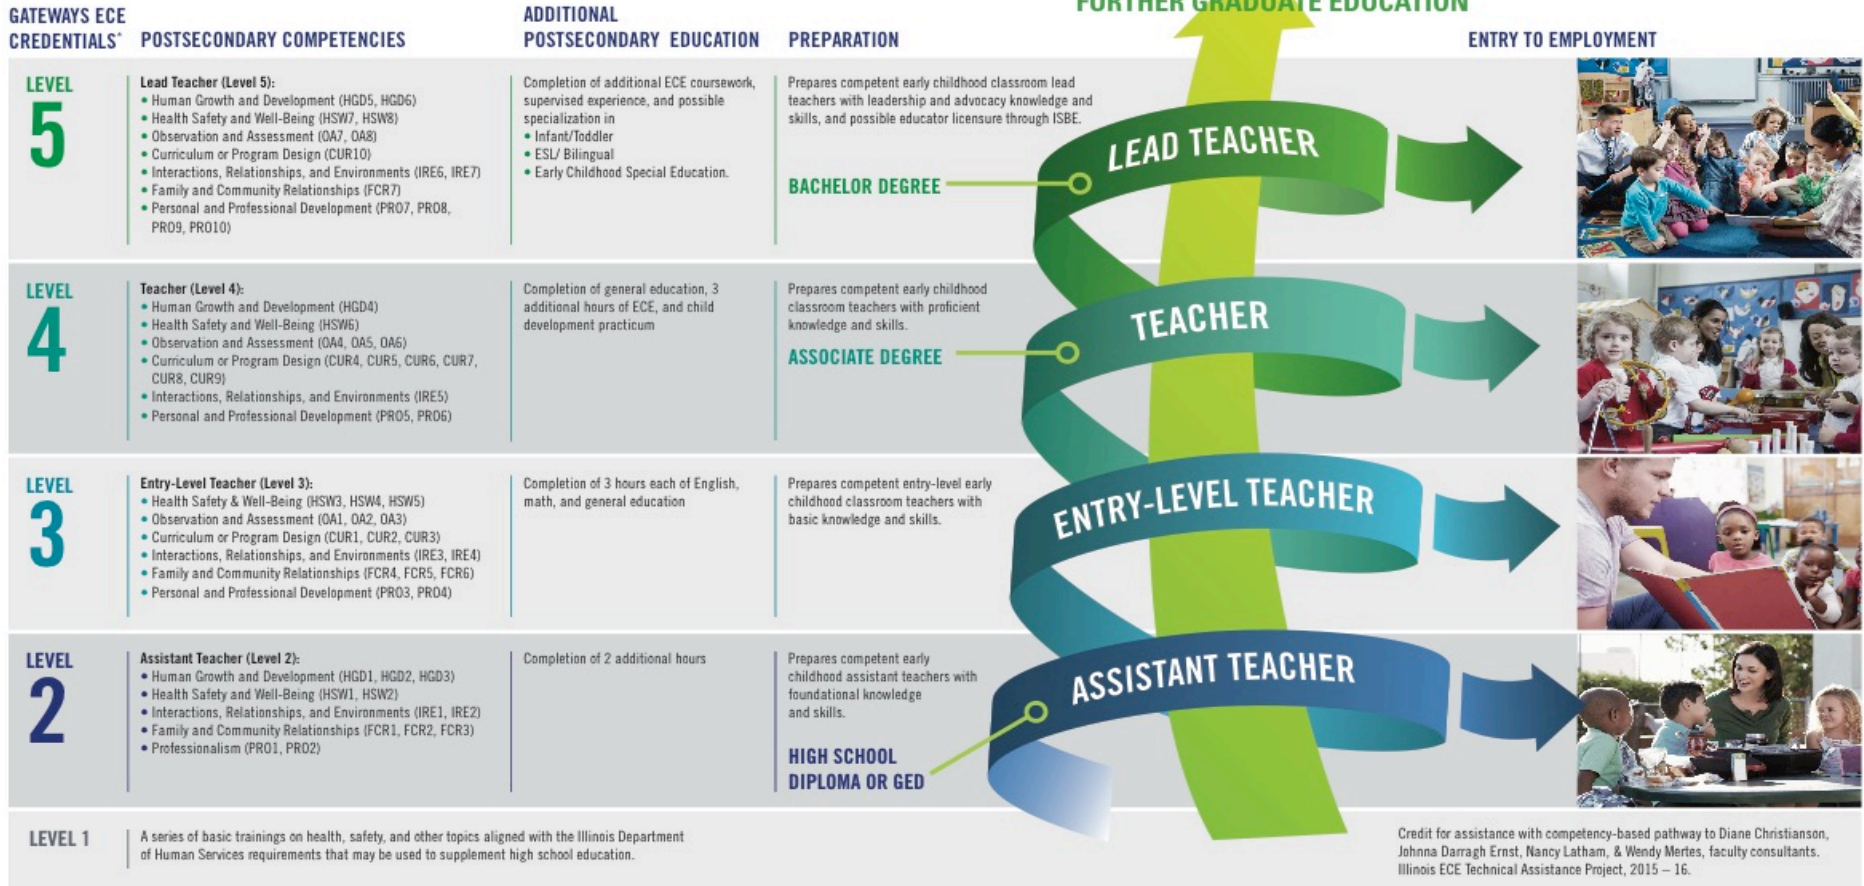 FURTHER GRADUATE EDUCATION
GATEWAYS ECE
CREDENTIALS*
POSTSECONDARY COMPETENCIES
ADDITIONAL
POSTSECONDARY EDUCATION
PREPARATION
ENTRY TO EMPLOYMENT
LEVEL
5
Lead Teacher (Level 5):
• Human Growth and Development (HGD5, HGD6)
• Health Safety and Well-Being (HSW7, HSW8)
• Observation and Assessment (OA7, OA8)
• Curriculum or Program Design (CUR10)
• Interactions, Relationships, and Environments (IRE6, IRE7)
• Family and Community Relationships (FCR7)
• Personal and Professional Development (PRO7, PRO8,
PRO9, PRO10)
Completion of additional ECE coursework,
supervised experience, and possible
specialization in
• Infant/Toddler
• ESL/ Bilingual
• Early Childhood Special Education.
Prepares competent early childhood classroom lead
teachers with leadership and advocacy knowledge and
skills, and possible educator licensure through ISBE.
BACHELOR DEGREE
LEAD TEACHER
LEVEL
4
Teacher (Level 4):
• Human Growth and Development (HGD4)
• Health Safety and Well-Being (HSW6)
• Observation and Assessment (OA4, OA5, OA6)
• Curriculum or Program Design (CUR4, CUR5, CUR6, CUR7,
CUR8, CUR9)
• Interactions, Relationships, and Environments (IRE5)
• Personal and Professional Development (PRO5, PRO6)
Completion of general education, 3
additional hours of ECE, and child
development practicum
Prepares competent early childhood
classroom teachers with proficient
knowledge and skills.
ASSOCIATE DEGREE
TEACHER
LEVEL
3
Entry-Level Teacher (Level 3):
• Health Safety & Well-Being (HSW3, HSW4, HSW5)
• Observation and Assessment (OA1, OA2, OA3)
• Curriculum or Program Design (CUR1, CUR2, CUR3)
• Interactions, Relationships, and Environments (IRE3, IRE4)
• Family and Community Relationships (FCR4, FCR5, FCR6)
• Personal and Professional Development (PRO3, PRO4)
Completion of 3 hours each of English,
math, and general education
Prepares competent entry-level early
childhood classroom teachers with
basic knowledge and skills.
ENTRY-LEVEL TEACHER
LEVEL
2
Assistant Teacher (Level 2):
• Human Growth and Development (HGD1, HGD2, HGD3)
• Health Safety and Well-Being (HSW1, HSW2)
• Interactions, Relationships, and Environments (IRE1, IRE2)
• Family and Community Relationships (FCR1, FCR2, FCR3)
• Professionalism (PRO1, PRO2)
Completion of 2 additional hours
Prepares competent early
childhood assistant teachers with
foundational knowledge
and skills.
HIGH SCHOOL
DIPLOMA OR GED
ASSISTANT TEACHER
LEVEL 1
A series of basic trainings on health, safety, and other topics aligned with the Illinois Department
of Human Services requirements that may be used to supplement high school education.
Credit for assistance with competency-based pathway to Diane Christianson,
Johnna Darragh Ernst, Nancy Latham, & Wendy Mertes, faculty consultants.
Illinois ECE Technical Assistance Project, 2015 – 16.